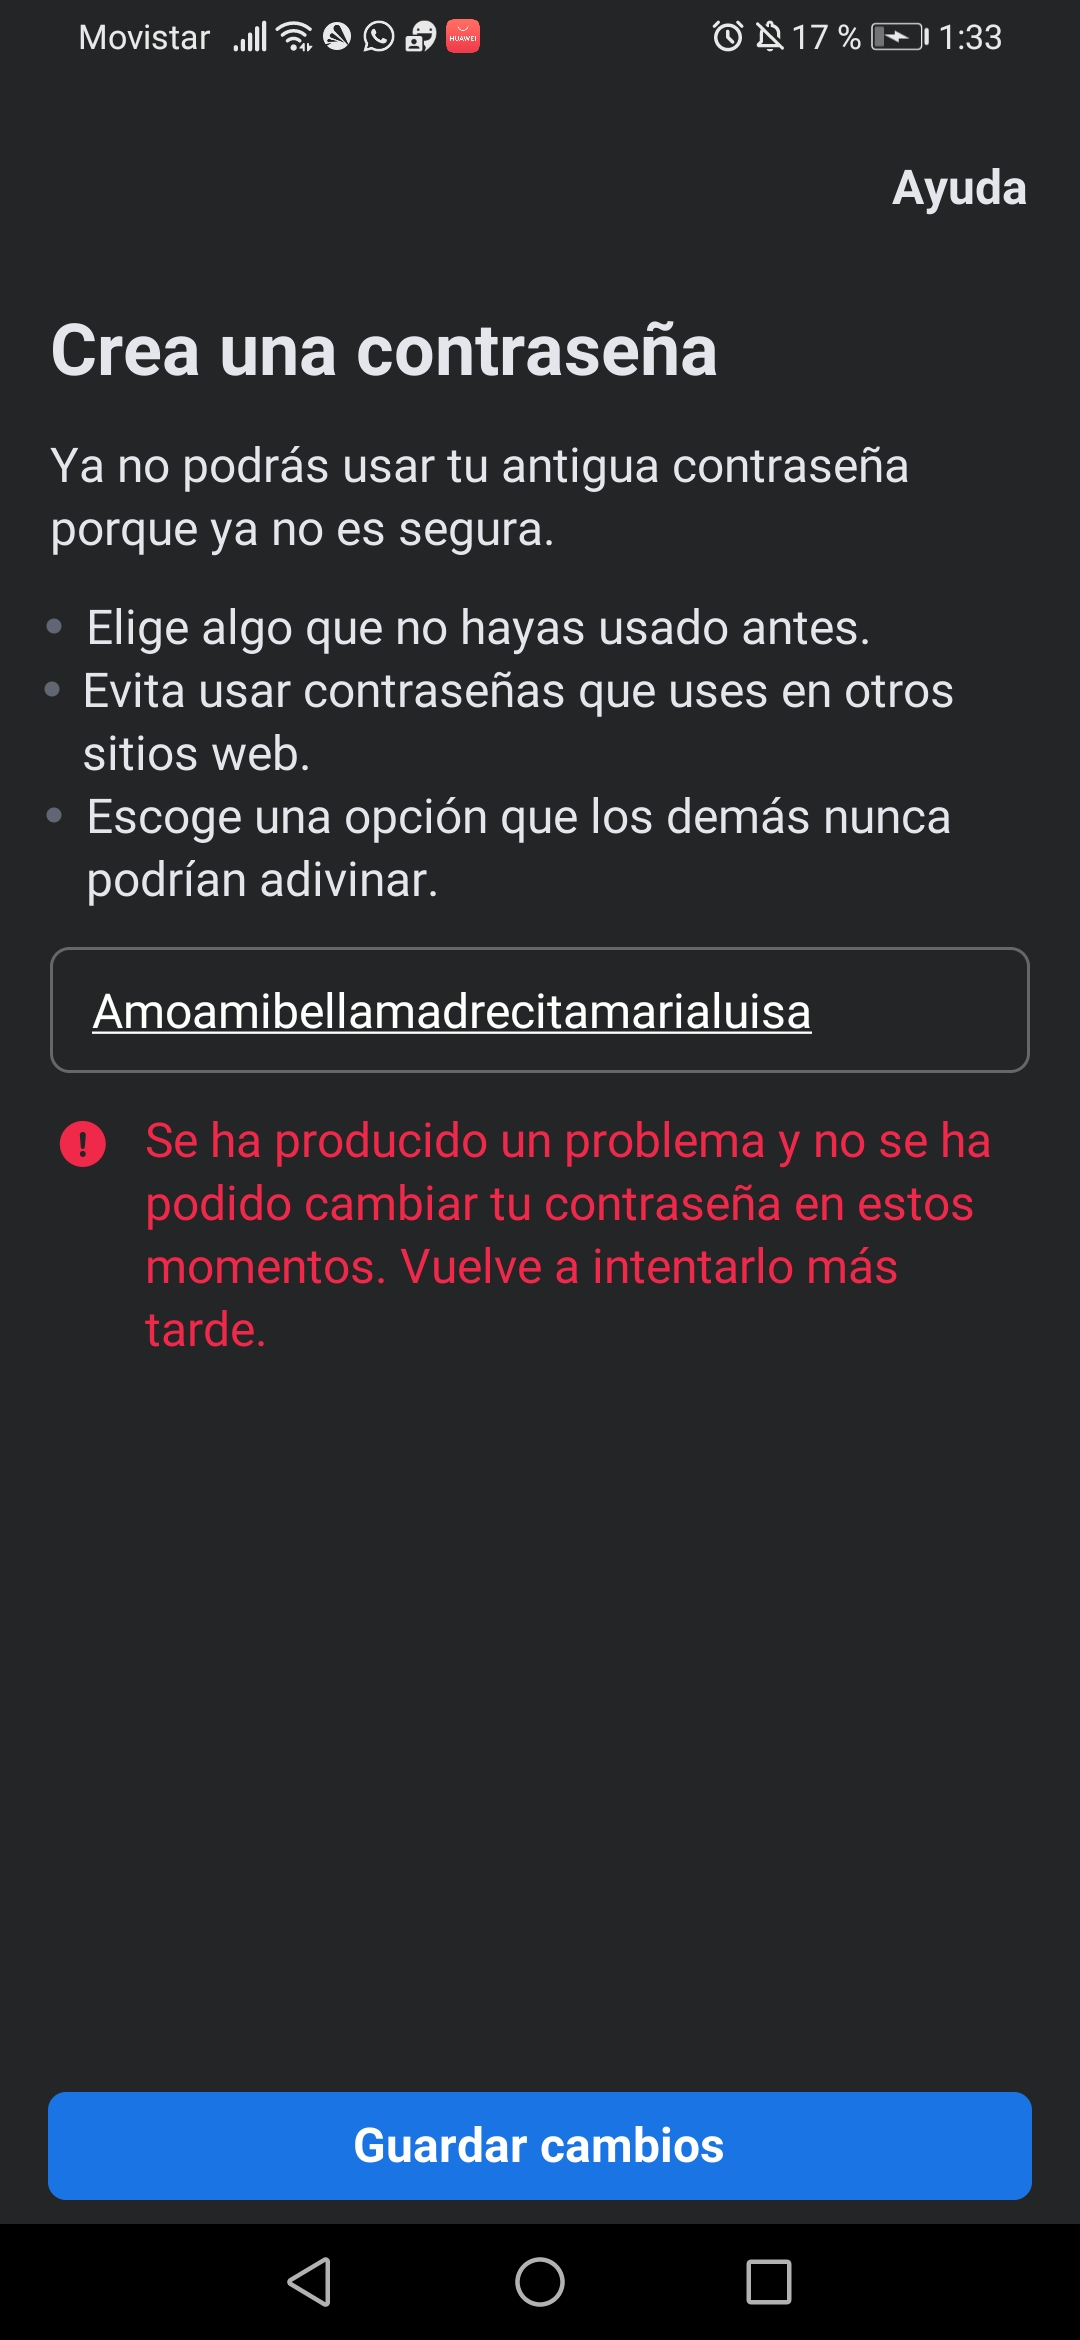 Movistar 17 % 1:33
HUAWEI
Ayuda
Crea una contraseña
Ya no podrás usar tu antigua contraseña
porque ya no es segura.
• Elige algo que no hayas usado antes.
• Evita usar contraseñas que uses en otros
sitios web.
• Escoge una opción que los demás nunca
podrían adivinar.
Amoamibellamadrecitamarialuisa
Se ha producido un problema y no se ha
podido cambiar tu contraseña en estos
momentos. Vuelve a intentarlo más
tarde.
Guardar cambios